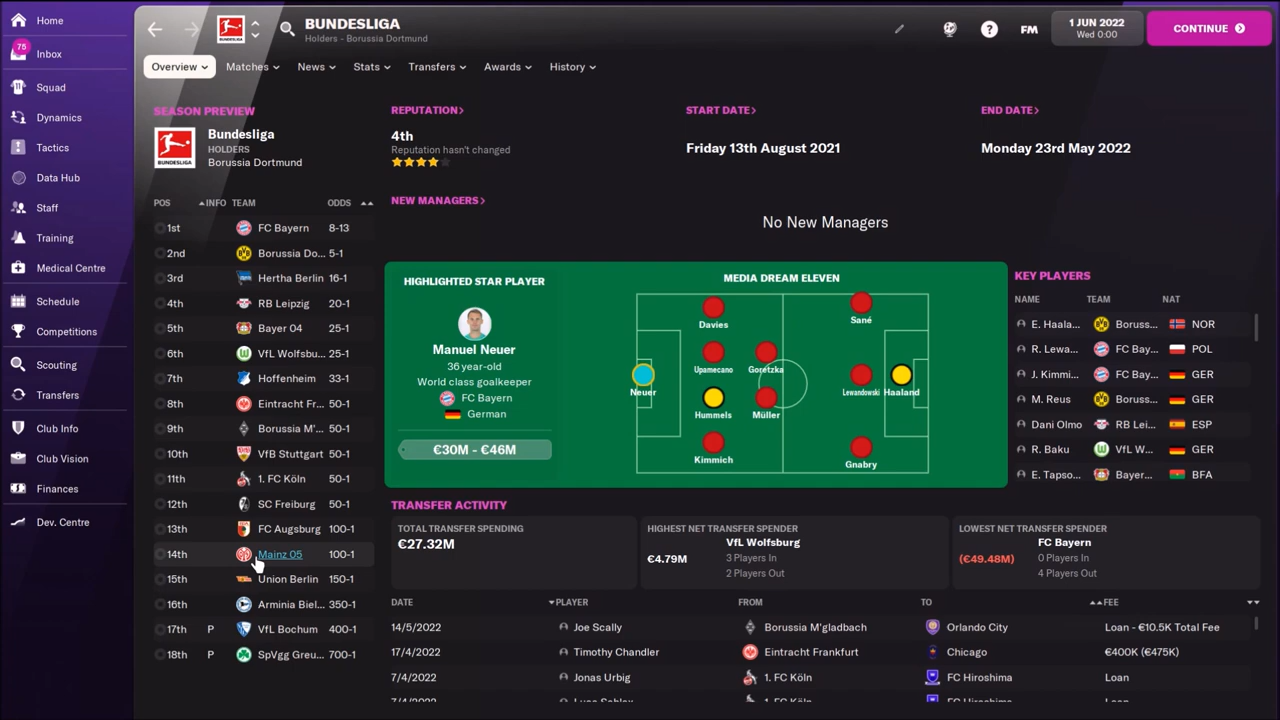 Home
75
Inbox
Squad
Dynamics
Tactics
Data Hub
Staff
Training
Medical Centre
Schedule
Competitions
Scouting
Transfers
Club Info
Club Vision
Finances
Dev. Centre
BUNDESLIGA
BUNDESLIGA
Holders - Borussia Dortmund
?
FM
1 JUN 2022
Wed 0:00
CONTINUE
Overview
Matches
News
Stats
Transfers
Awards
History
SEASON PREVIEW
BUNDESLIGA
Bundesliga
HOLDERS
Borussia Dortmund
REPUTATION>
4th
Reputation hasn't changed
START DATE>
Friday 13th August 2021
END DATE>
Monday 23rd May 2022
NEW MANAGERS>
No New Managers
POS INFO TEAM ODDS
1st FC Bayern 8-13
2nd Borussia Do... 5-1
3rd Hertha Berlin 16-1
4th RB Leipzig 20-1
5th Bayer 04 25-1
6th VfL Wolfsbu... 25-1
7th Hoffenheim 33-1
8th Eintracht Fr... 50-1
9th Borussia M'... 50-1
10th VfB Stuttgart 50-1
11th 1. FC Köln 50-1
12th SC Freiburg 50-1
13th FC Augsburg 100-1
14th Mainz 05 100-1
15th Union Berlin 150-1
16th Arminia Biel... 350-1
17th P VfL Bochum 400-1
18th P SpVgg Greu... 700-1
HIGHLIGHTED STAR PLAYER
Manuel Neuer
36 year-old
World class goalkeeper
FC Bayern
German
€30M - €46M
MEDIA DREAM ELEVEN
Davies
Sané
Upamecano
Goretzka
Neuer
Lewandowski
Haaland
Hummels
Müller
Kimmich
Gnabry
KEY PLAYERS
NAME TEAM NAT
E. Haala... Boruss... NOR
R. Lewa... FC Bay... POL
J. Kimmi... FC Bay... GER
M. Reus Boruss... GER
Dani Olmo RB Lei... ESP
R. Baku VfL W... GER
E. Tapso... Bayer... BFA
TRANSFER ACTIVITY
TOTAL TRANSFER SPENDING
€27.32M
HIGHEST NET TRANSFER SPENDER
€4.79M
VfL Wolfsburg
3 Players In
2 Players Out
LOWEST NET TRANSFER SPENDER
(€49.48M)
FC Bayern
0 Players In
4 Players Out
DATE PLAYER FROM TO FEE
14/5/2022 Joe Scally Borussia M'gladbach Orlando City Loan - €10.5K Total Fee
17/4/2022 Timothy Chandler Eintracht Frankfurt Chicago €400K (€475K)
7/4/2022 Jonas Urbig 1. FC Köln FC Hiroshima Loan